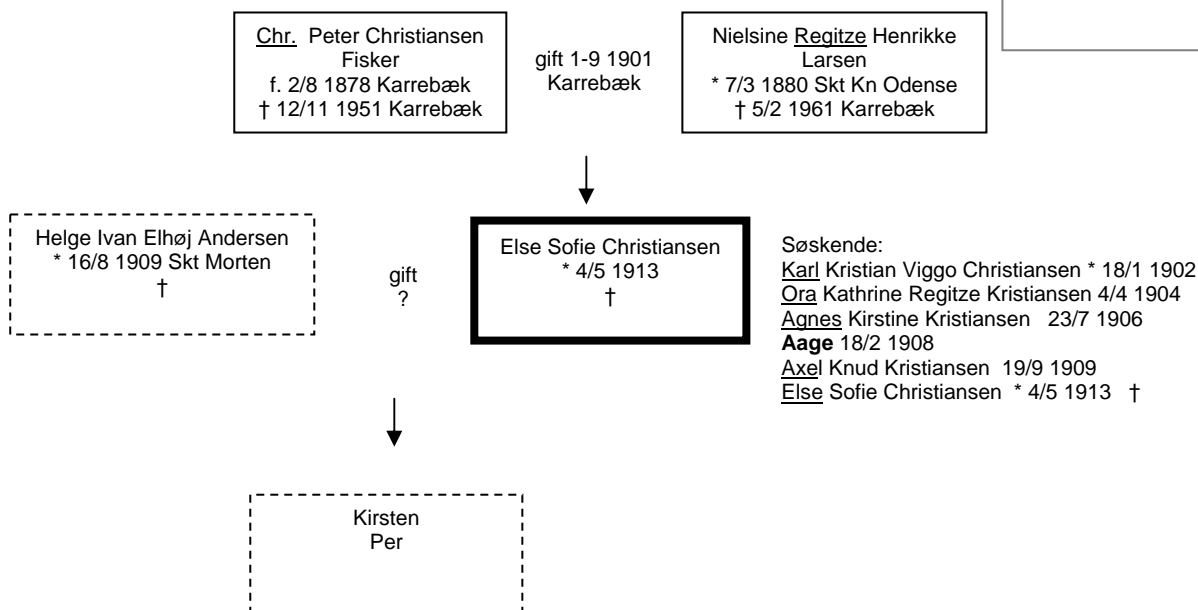 Chr. Peter Christiansen
Fisker
f. 2/8 1878 Karrebæk
† 12/11 1951 Karrebæk
gift 1-9 1901
Karrebæk
Nielsine Regitze Henrikke
Larsen
* 7/3 1880 Skt Kn Odense
† 5/2 1961 Karrebæk
Helge Ivan Elhøj Andersen
* 16/8 1909 Skt Morten
†
gift
?
Else Sofie Christiansen
* 4/5 1913
†
Søskende:
Karl Kristian Viggo Christiansen * 18/1 1902
Ora Kathrine Regitze Kristiansen 4/4 1904
Agnes Kirstine Kristiansen 23/7 1906
Aage 18/2 1908
Axel Knud Kristiansen 19/9 1909
Else Sofie Christiansen * 4/5 1913 †
Kirsten
Per